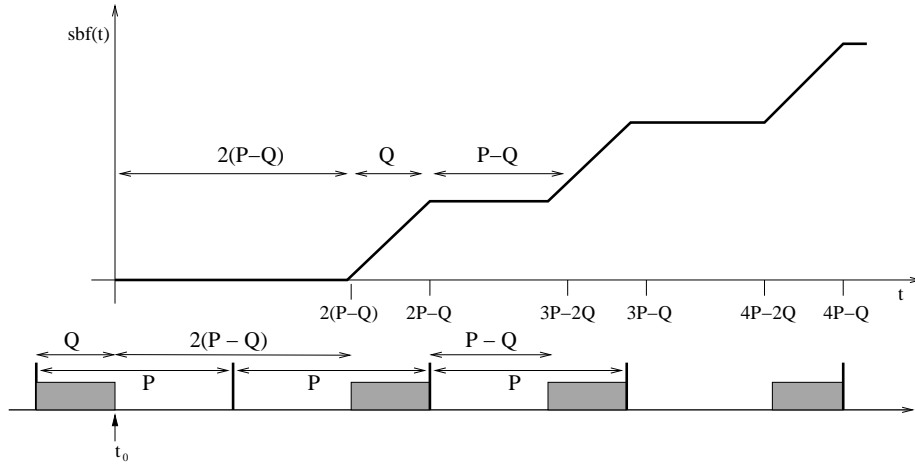 sbf(t)
2(P−Q) Q P−Q
t
2(P−Q) 2P−Q 3P−2Q 3P−Q 4P−2Q 4P−Q
Q 2(P − Q) P − Q
P P P
t₀